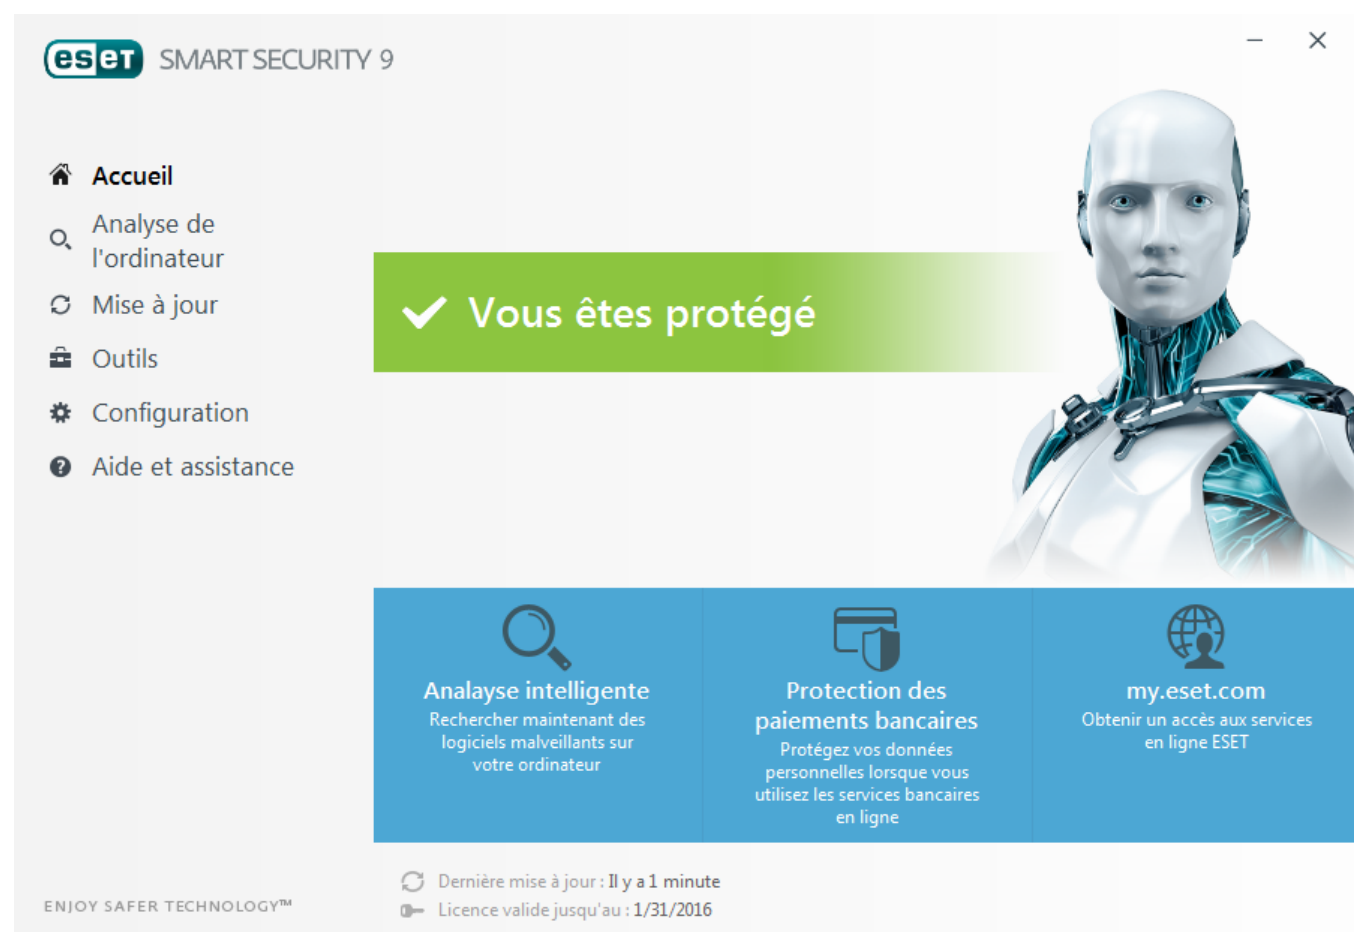 eset SMART SECURITY 9
Accueil
Analyse de
l'ordinateur
Mise à jour
Outils
Configuration
Aide et assistance
Vous êtes protégé
Analayse intelligente
Rechercher maintenant des
logiciels malveillants sur
votre ordinateur
Protection des
paiements bancaires
Protégez vos données
personnelles lorsque vous
utilisez les services bancaires
en ligne
my.eset.com
Obtenir un accès aux services
en ligne ESET
Dernière mise à jour : Il y a 1 minute
Licence valide jusqu'au : 1/31/2016
ENJOY SAFER TECHNOLOGY™